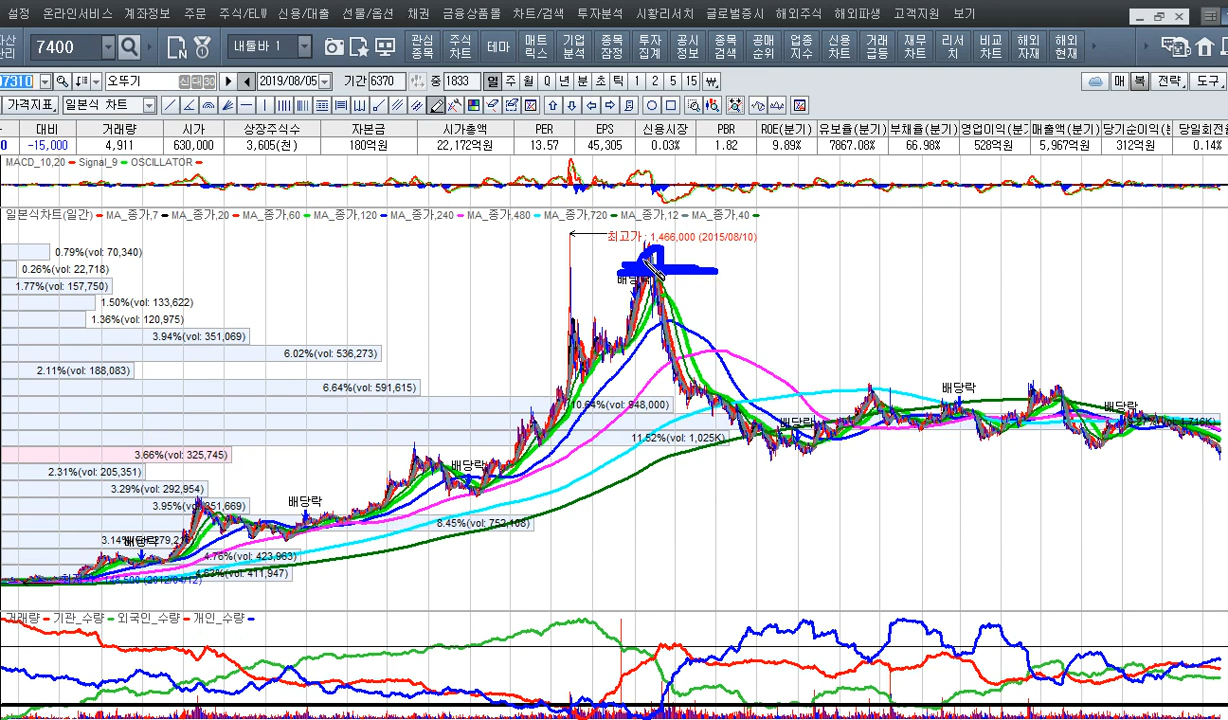 설정 온라인서비스 계좌정보 주문 주식/ELW 신용/대출 선물/옵션 채권 금융상품몰 차트/검색 투자분석 시황리서치 글로벌증시 해외주식 해외파생 고객지원 보기
자산관리 7400 내툴바 1 관심종목 주식차트 테마 매트릭스 기업분석 종목잠정 투자집계 공시정보 종목검색 공매순위 업종지수 신용차트 거래급등 재무차트 리서치 비교차트 해외자재 해외현재
07310 오뚜기 2019/08/05 기간 6370 중 1833 일 주 월 Q 년 분 초 틱 1 2 5 15 매 복 전략 도구
가격지표 일본식 차트
대비 거래량 시가 상장주식수 자본금 시가총액 PER EPS 신용시장 PBR ROE(분기) 유보율(분기) 부채율(분기) 영업이익(분기 매출액(분기) 당기순이익(분 당일회전율
0 -15,000 4,911 630,000 3,605(천) 180억원 22,172억원 13.57 45,305 0.03% 1.82 9.89% 7867.08% 66.98% 528억원 5,967억원 312억원 0.14%
MACD_10,20 Signal_9 OSCILLATOR
일본식차트(일간) MA_종가,7 MA_종가,20 MA_종가,60 MA_종가,120 MA_종가,240 MA_종가,480 MA_종가,720 MA_종가,12 MA_종가,40
최고가 : 1,466,000 (2015/08/10)
0.79%(vol: 70,340)
0.26%(vol: 22,718)
배당락
1.77%(vol: 157,750)
1.50%(vol: 133,622)
1.36%(vol: 120,975)
3.94%(vol: 351,069)
6.02%(vol: 536,273)
2.11%(vol: 188,083)
6.64%(vol: 591,615)
배당락
10.64%(vol: 948,000)
배당락
배당락
11.52%(vol: 1,025K)
3.66%(vol: 325,745)
배당락
2.31%(vol: 205,351)
3.29%(vol: 292,954)
배당락
3.95%(vol: 351,669)
8.45%(vol: 752,108)
배당락
4.76%(vol: 423,963)
4.63%(vol: 411,947)
(2012/04/12)
거래량 기관_수량 외국인_수량 개인_수량